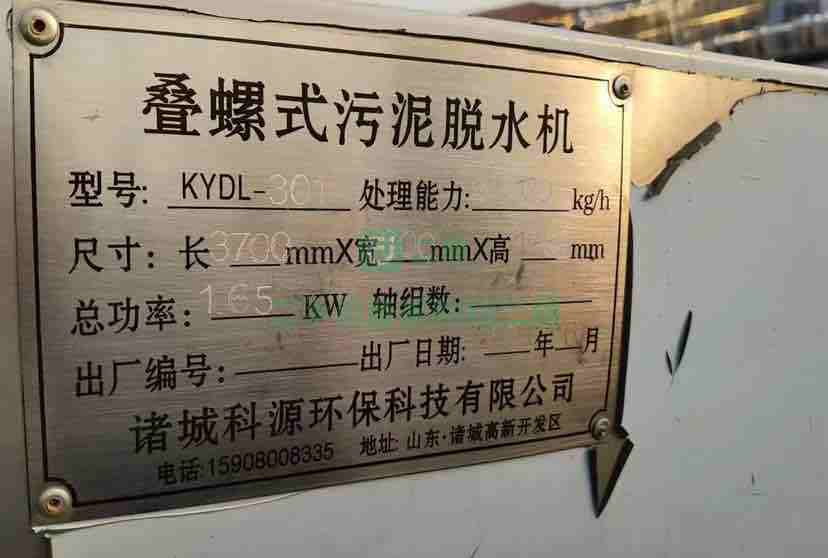 叠螺式污泥脱水机
型号: KYDL-301 处理能力: kg/h
尺寸: 长3700mmX宽 mmX高 mm
总功率: 1.65 KW 轴组数:
出厂编号: 出厂日期: 年 月
诸城科源环保科技有限公司
电话:15908008335 地址: 山东·诸城高新开发区